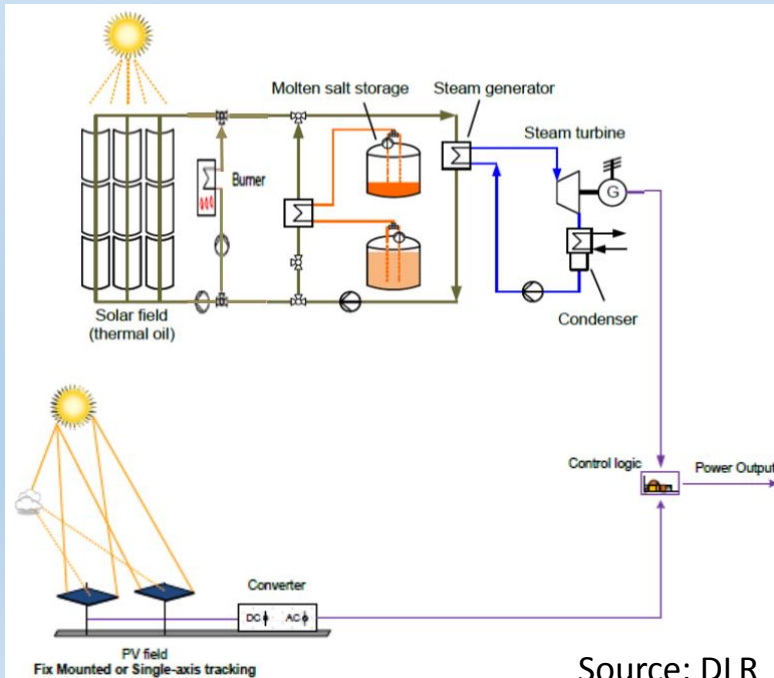 Molten salt storage
Steam generator
Steam turbine
Burner
G
Solar field
(thermal oil)
Condenser
Control logic
Power Output
Converter
DC
AC
PV field
Fix Mounted or Single-axis tracking
Source: DLR